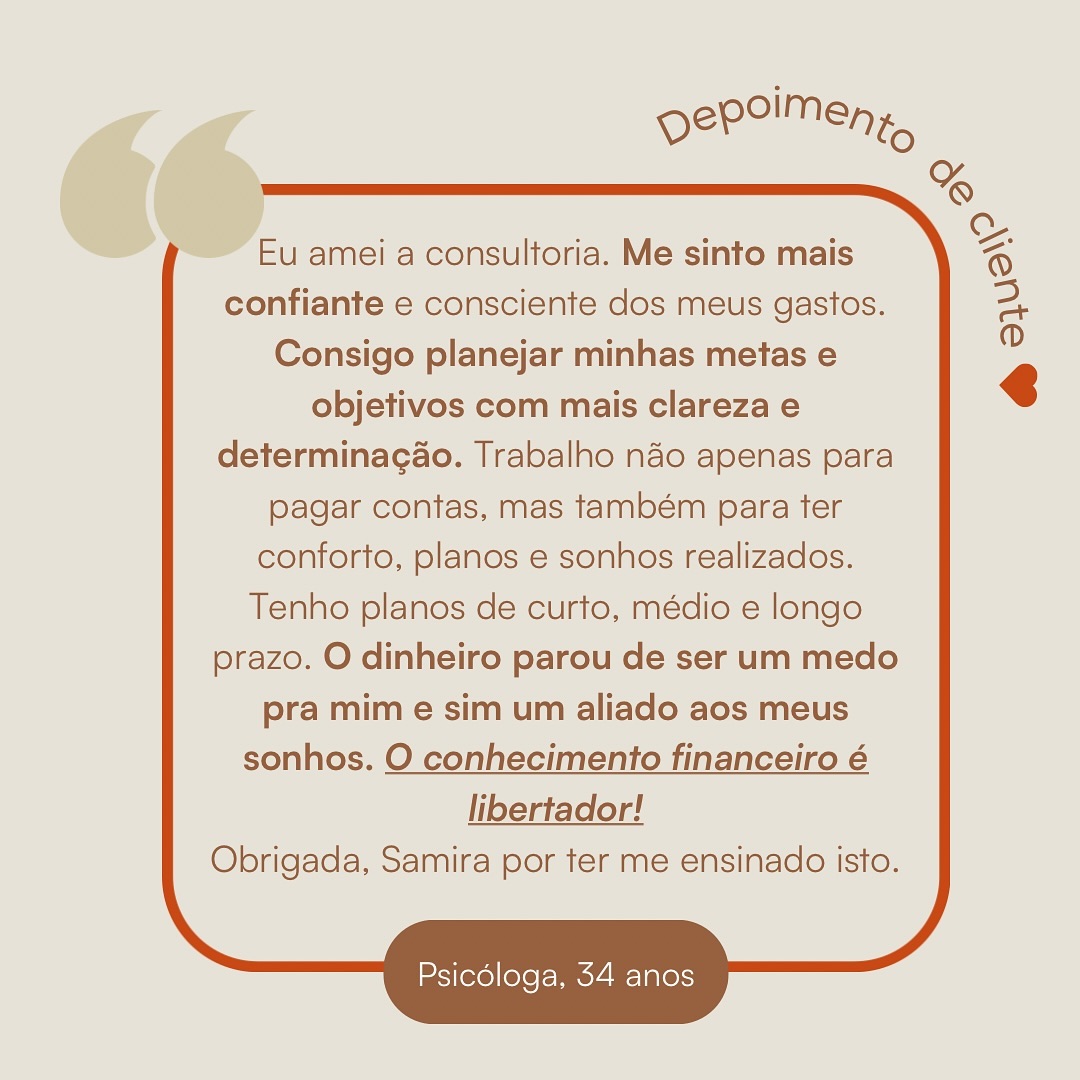 Depoimento de cliente
Eu amei a consultoria. Me sinto mais
confiante e consciente dos meus gastos.
Consigo planejar minhas metas e
objetivos com mais clareza e
determinação. Trabalho não apenas para
pagar contas, mas também para ter
conforto, planos e sonhos realizados.
Tenho planos de curto, médio e longo
prazo. O dinheiro parou de ser um medo
pra mim e sim um aliado aos meus
sonhos. O conhecimento financeiro é
libertador!
Obrigada, Samira por ter me ensinado isto.
Psicóloga, 34 anos